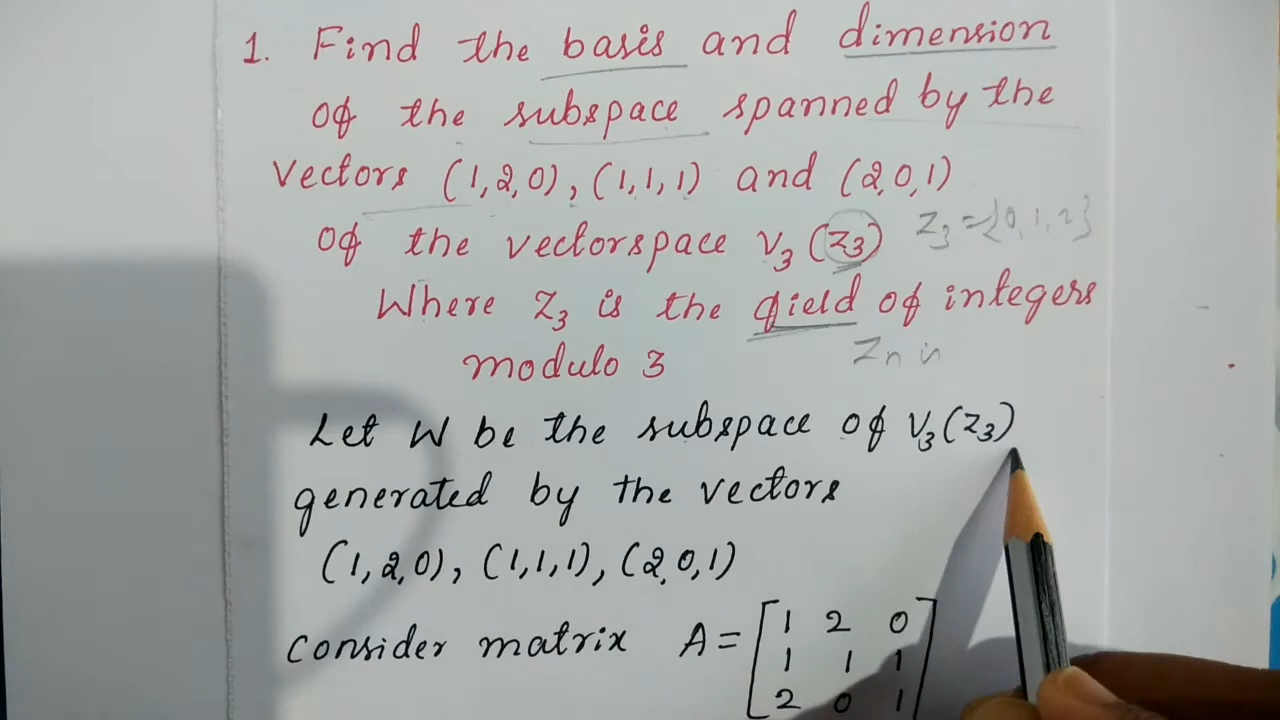 1. Find the basis and dimension
of the subspace spanned by the
vectors (1,2,0), (1,1,1) and (2,0,1)
of the vectorspace V₃(Z₃) Z₃={0,1,2}
Where Z₃ is the field of integers
modulo 3 Zn is
Let W be the subspace of V₃(Z₃)
generated by the vectors
(1,2,0), (1,1,1), (2,0,1)
consider matrix A= [1 2 0
1 1 1
2 0 1